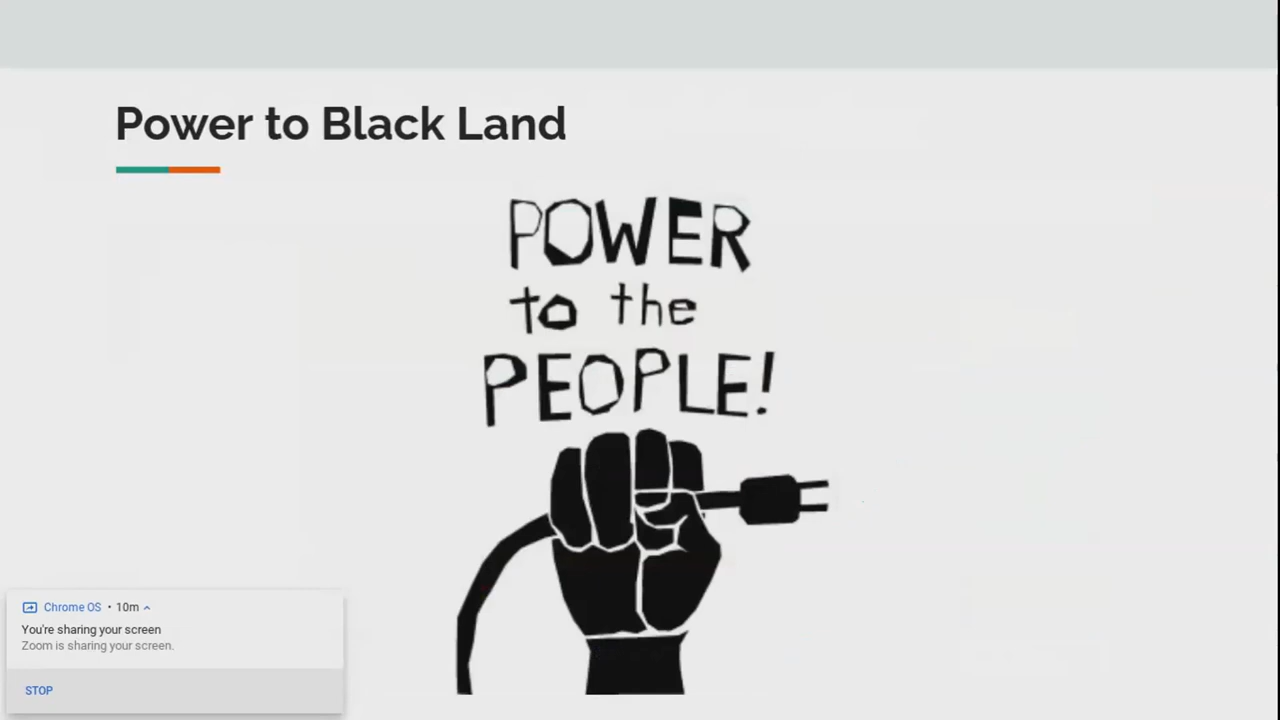 Power to Black Land
POWER
to the
PEOPLE!
Chrome OS • 10m
You're sharing your screen
Zoom is sharing your screen.
STOP